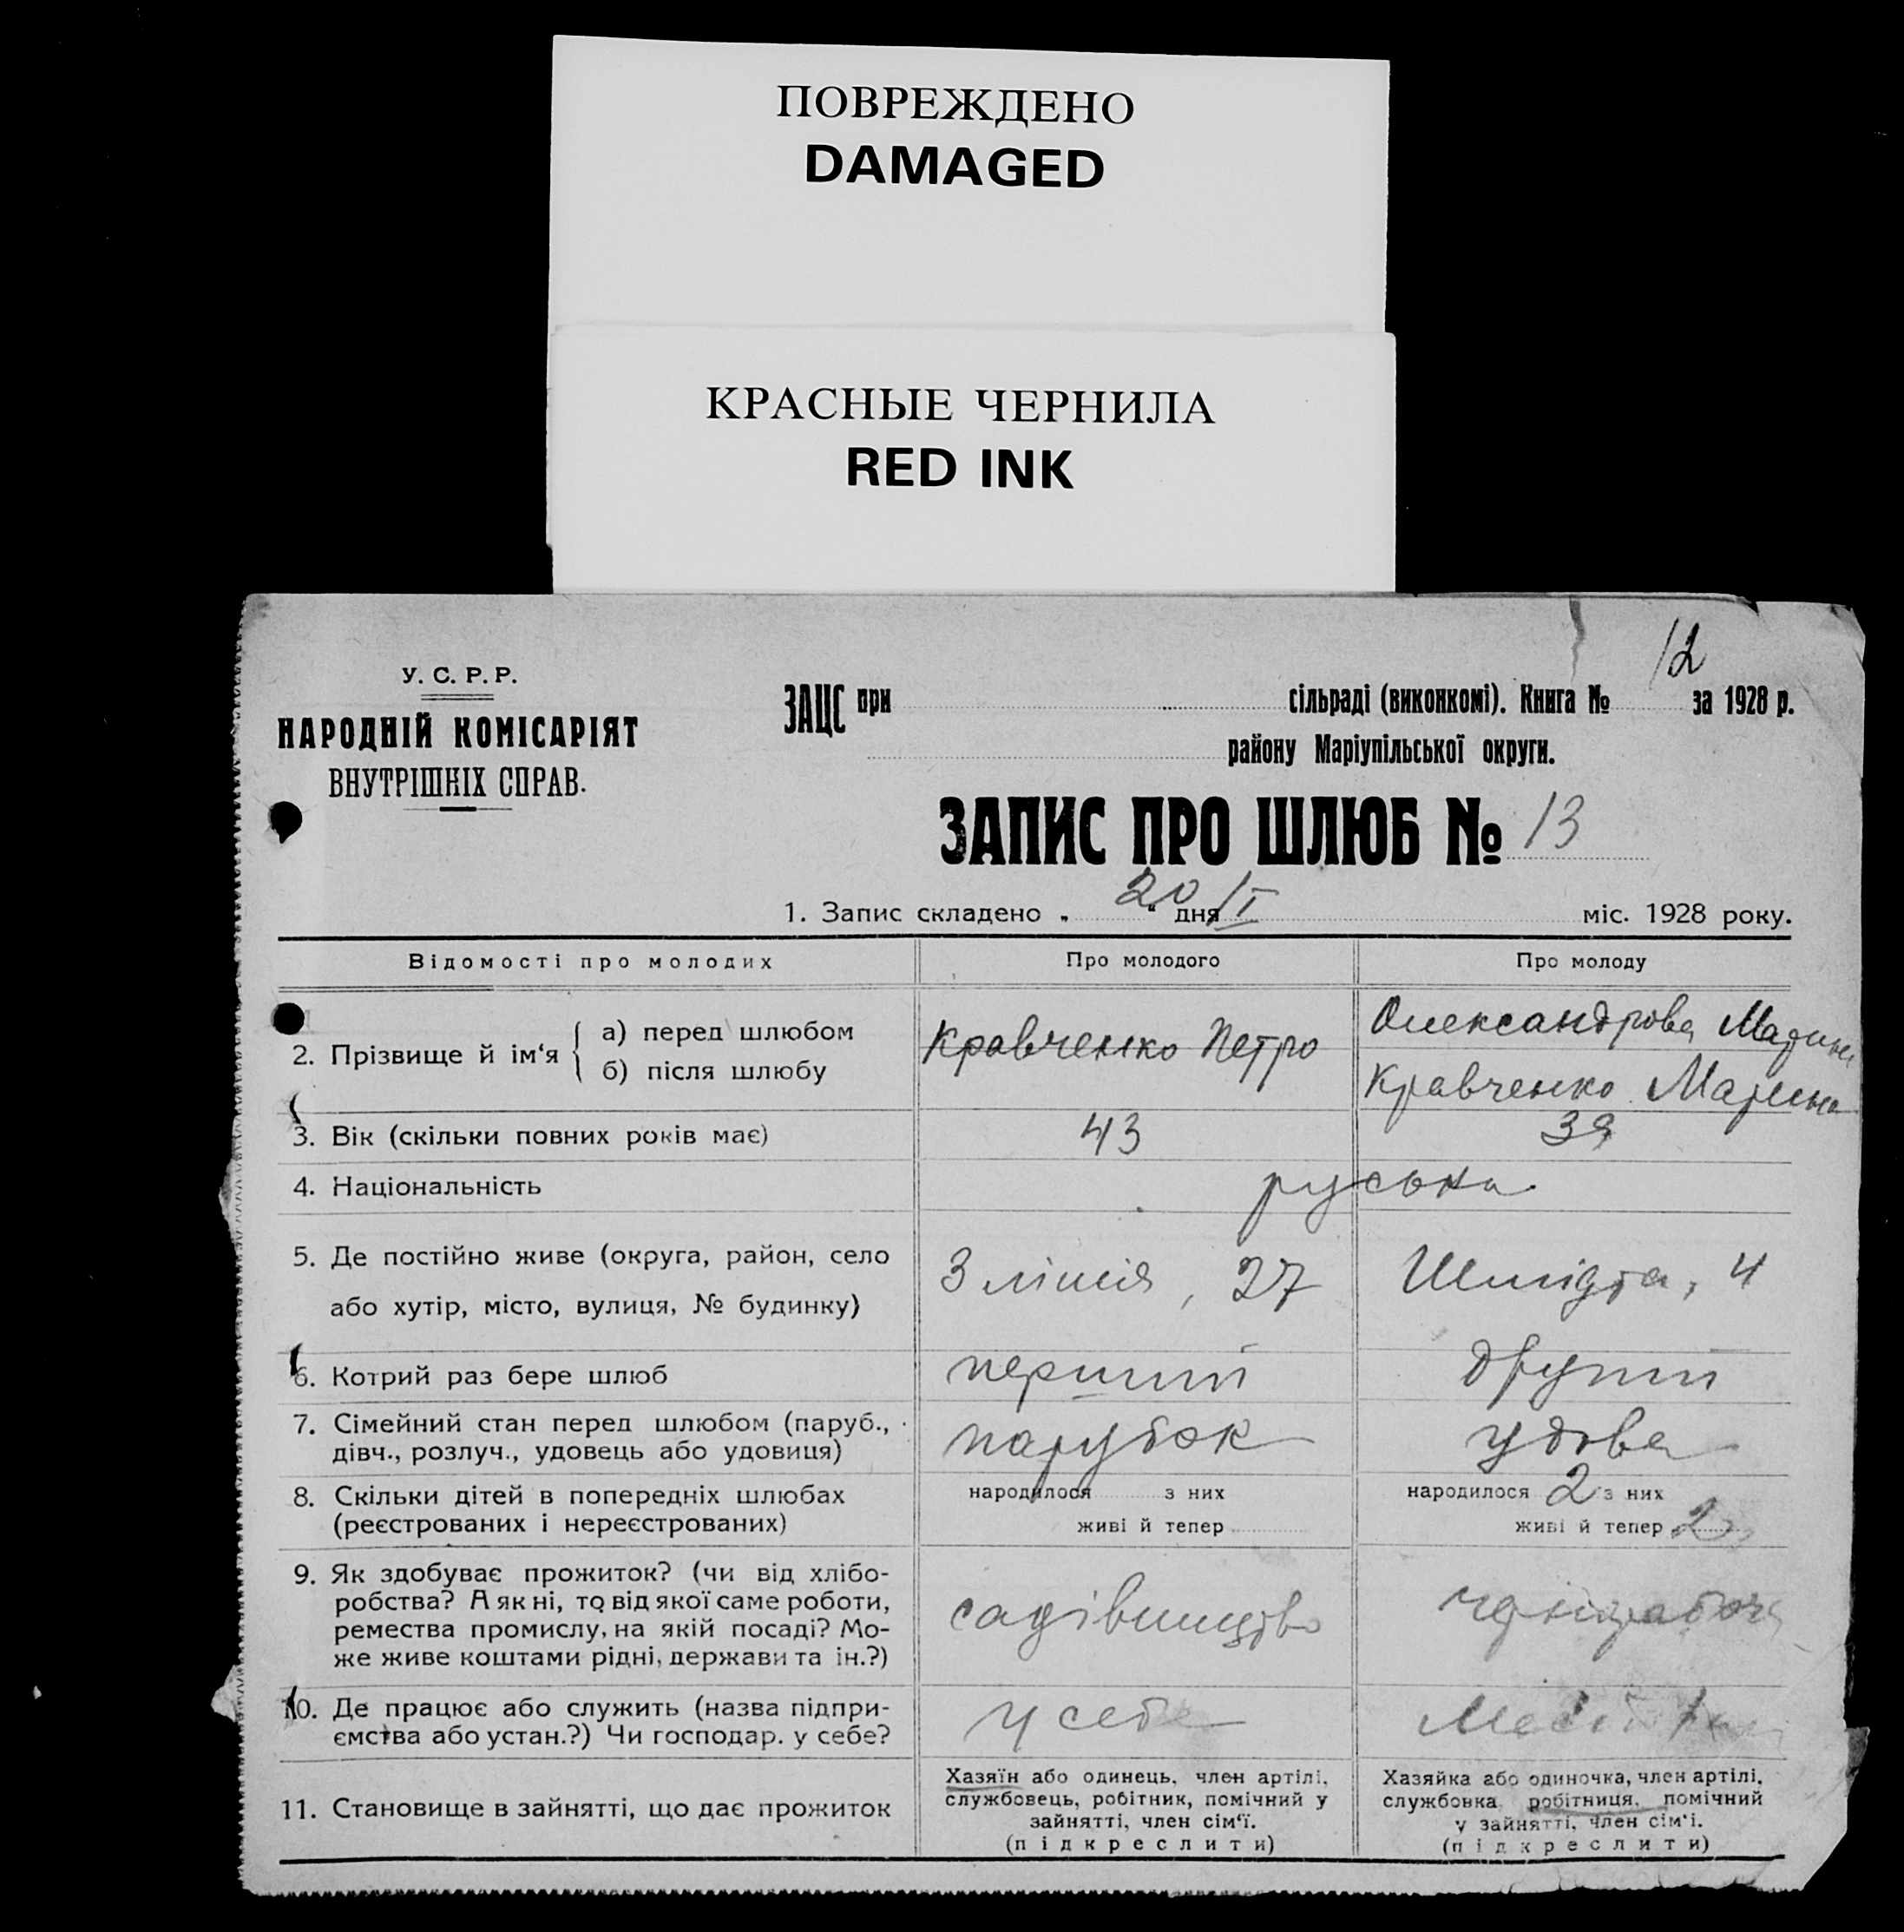 ПОВРЕЖДЕНО
DAMAGED
КРАСНЫЕ ЧЕРНИЛА
RED INK
У. С. Р. Р.
НАРОДНІЙ КОМІСАРІЯТ
ВНУТРІШНІХ СПРАВ.
ЗАЦС при сільраді (виконкомі). Книга № 12 за 1928 р.
району Маріупільської округи.
ЗАПИС ПРО ШЛЮБ № 13
1. Запис складено „ 20 “ дня I міс. 1928 року.
Відомості про молодих
Про молодого
Про молоду
2. Прізвище й ім‘я
а) перед шлюбом
б) після шлюбу
Кравченко Петро
Олександрова Марина
Кравченко Марина
3. Вік (скільки повних років має)
43
39
4. Національність
руська
5. Де постійно живе (округа, район, село
або хутір, місто, вулиця, № будинку)
3 лінія, 27
Шмідта, 4
6. Котрий раз бере шлюб
перший
другий
7. Сімейний стан перед шлюбом (паруб.,
дівч., розлуч., удовець або удовиця)
парубок
удова
8. Скільки дітей в попередніх шлюбах
(реєстрованих і нереєстрованих)
народилося з них
живі й тепер
народилося 2 з них
живі й тепер 2
9. Як здобуває прожиток? (чи від хлібо-
робства? А як ні, то від якої саме роботи,
ремества промислу, на якій посаді? Мо-
же живе коштами рідні, держави та ін.?)
садівництво
10. Де працює або служить (назва підпри-
ємства або устан.?) Чи господар. у себе?
у себе
11. Становище в зайнятті, що дає прожиток
Хазяїн або одинець, член артілі,
службовець, робітник, помічний у
зайнятті, член сім‘ї.
(підкреслити)
Хазяйка або одиночка, член артілі,
службовка, робітниця, помічний
у зайнятті, член сім‘і.
(підкреслити)